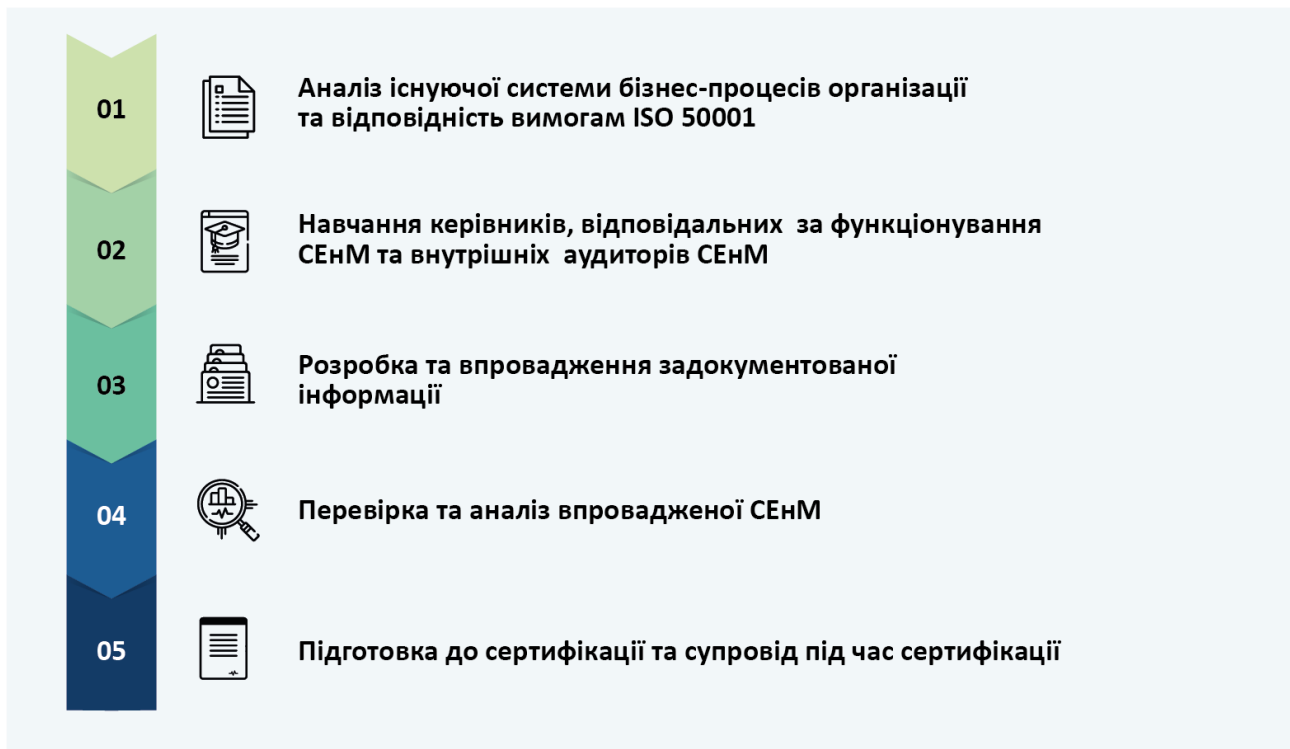 01
Аналіз існуючої системи бізнес-процесів організації
та відповідність вимогам ISO 50001
02
Навчання керівників, відповідальних за функціонування
СЕнМ та внутрішніх аудиторів СЕнМ
03
Розробка та впровадження задокументованої
інформації
04
Перевірка та аналіз впровадженої СЕнМ
05
Підготовка до сертифікації та супровід під час сертифікації